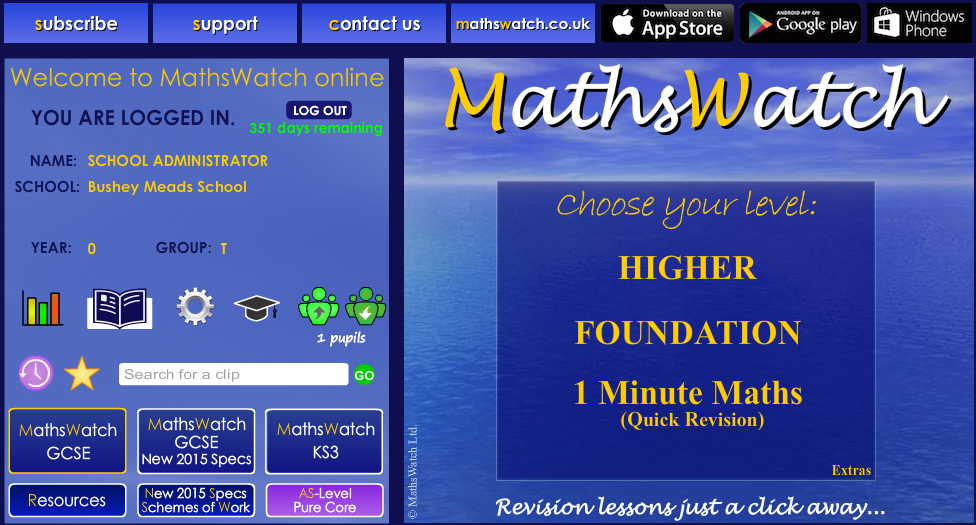 subscribe
support
contact us
mathswatch.co.uk
Download on the
App Store
ANDROID APP ON
Google play
Windows
Phone
Welcome to MathsWatch online
YOU ARE LOGGED IN.
LOG OUT
351 days remaining
NAME: SCHOOL ADMINISTRATOR
SCHOOL: Bushey Meads School
YEAR: 0 GROUP: T
1 pupils
Search for a clip
GO
MathsWatch
GCSE
MathsWatch
GCSE
New 2015 Specs
MathsWatch
KS3
Resources
New 2015 Specs
Schemes of Work
AS-Level
Pure Core
MathsWatch
Choose your level:
HIGHER
FOUNDATION
1 Minute Maths
(Quick Revision)
Extras
© MathsWatch Ltd.
Revision lessons just a click away...